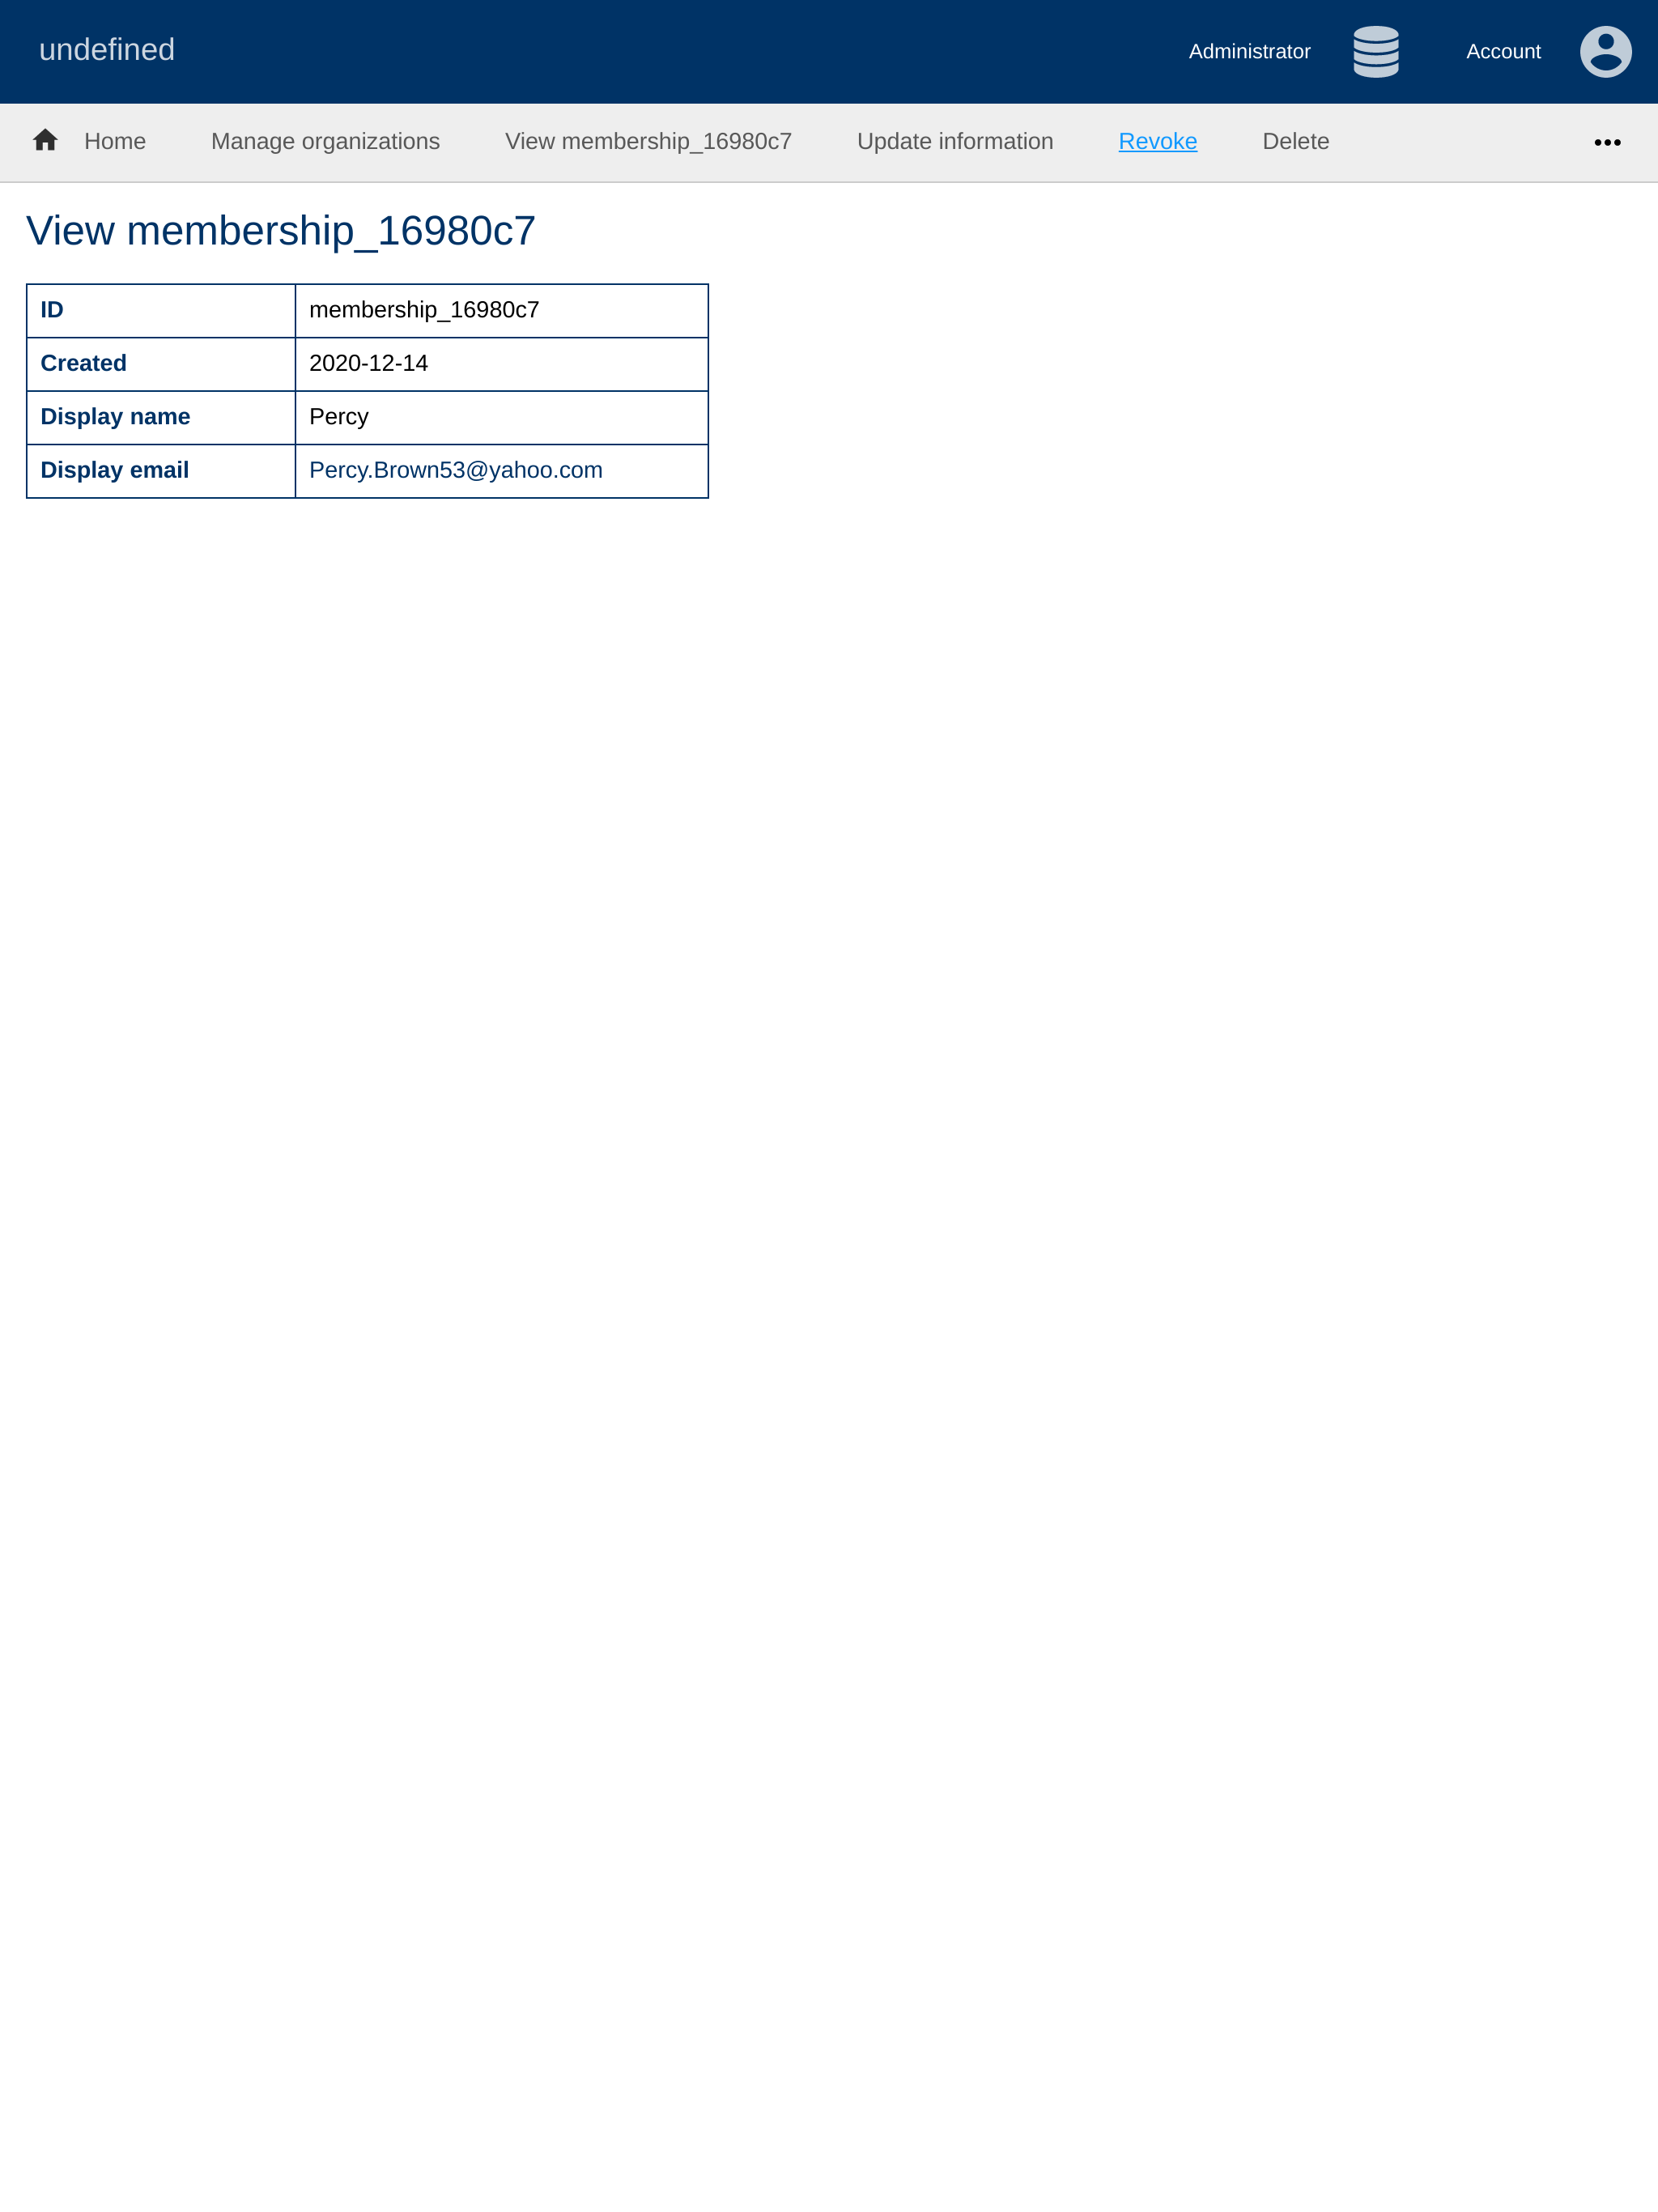 undefined Administrator Account
Home Manage organizations View membership_16980c7 Update information Revoke Delete
View membership_16980c7
ID membership_16980c7
Created 2020-12-14
Display name Percy
Display email Percy.Brown53@yahoo.com